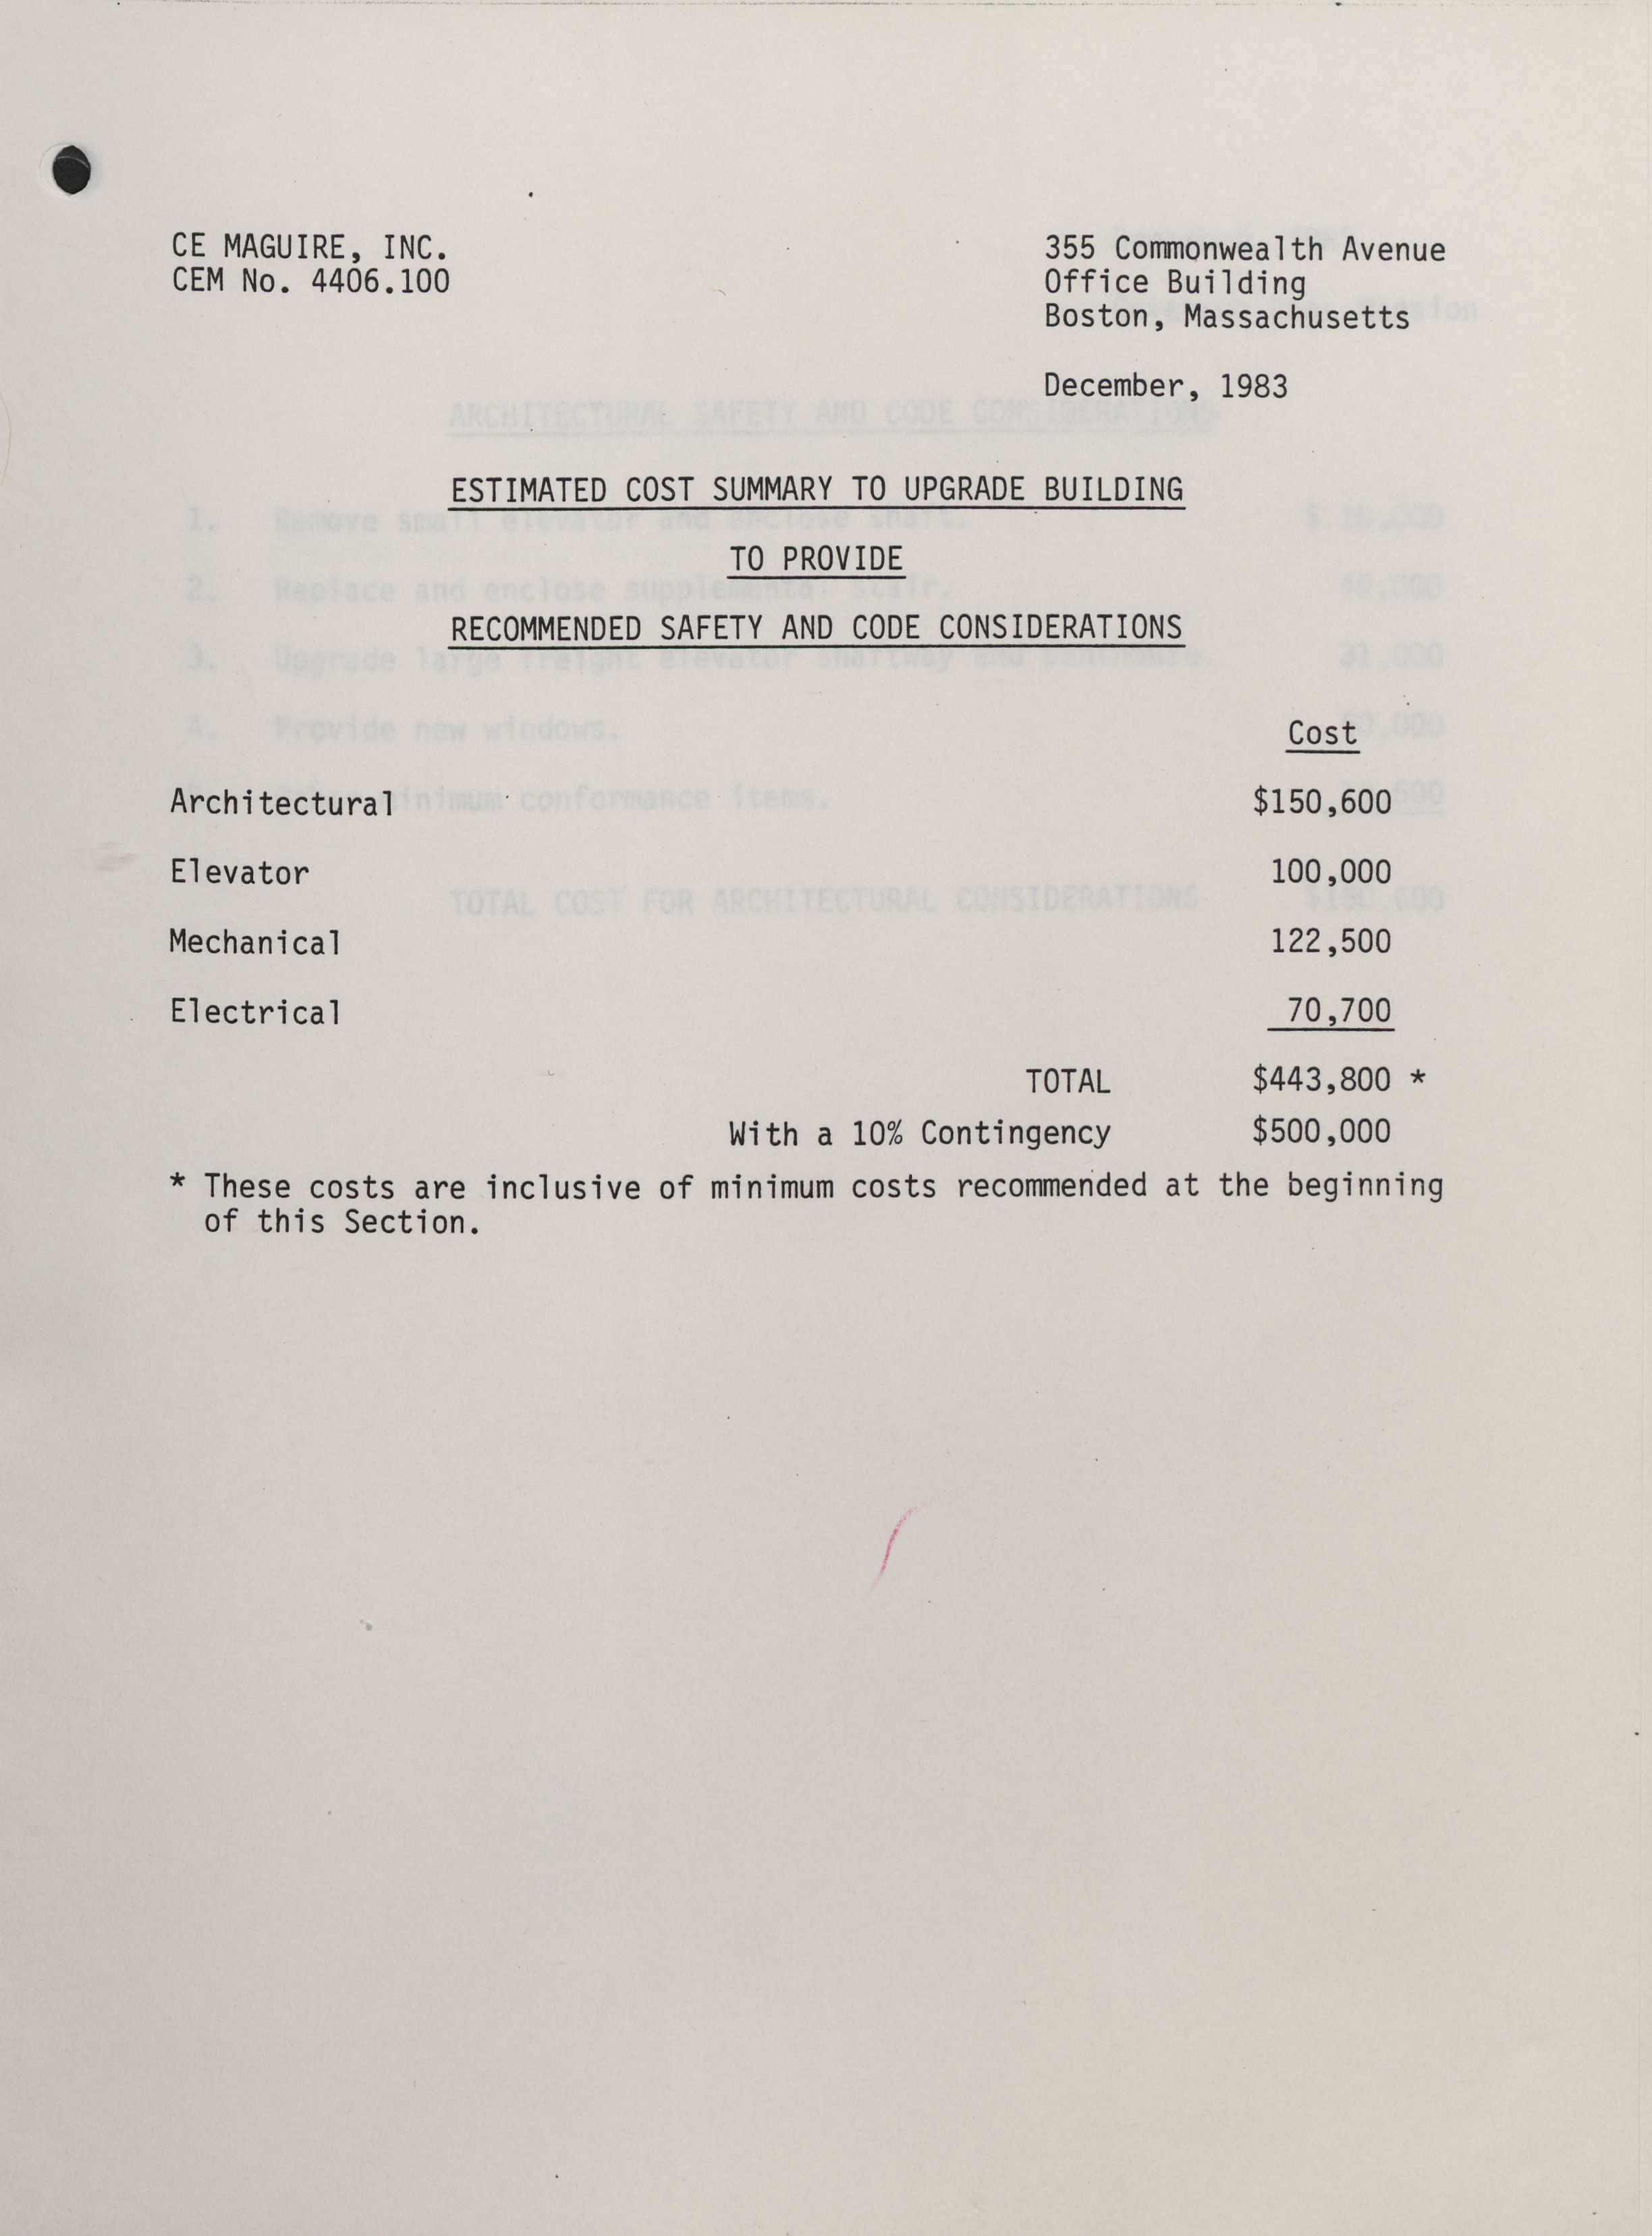 CE MAGUIRE, INC.
CEM No. 4406.100
355 Commonwealth Avenue
Office Building
Boston, Massachusetts
December, 1983
ESTIMATED COST SUMMARY TO UPGRADE BUILDING
TO PROVIDE
RECOMMENDED SAFETY AND CODE CONSIDERATIONS
Cost
Architectural $150,600
Elevator 100,000
Mechanical 122,500
Electrical 70,700
TOTAL $443,800 *
With a 10% Contingency $500,000
* These costs are inclusive of minimum costs recommended at the beginning
of this Section.